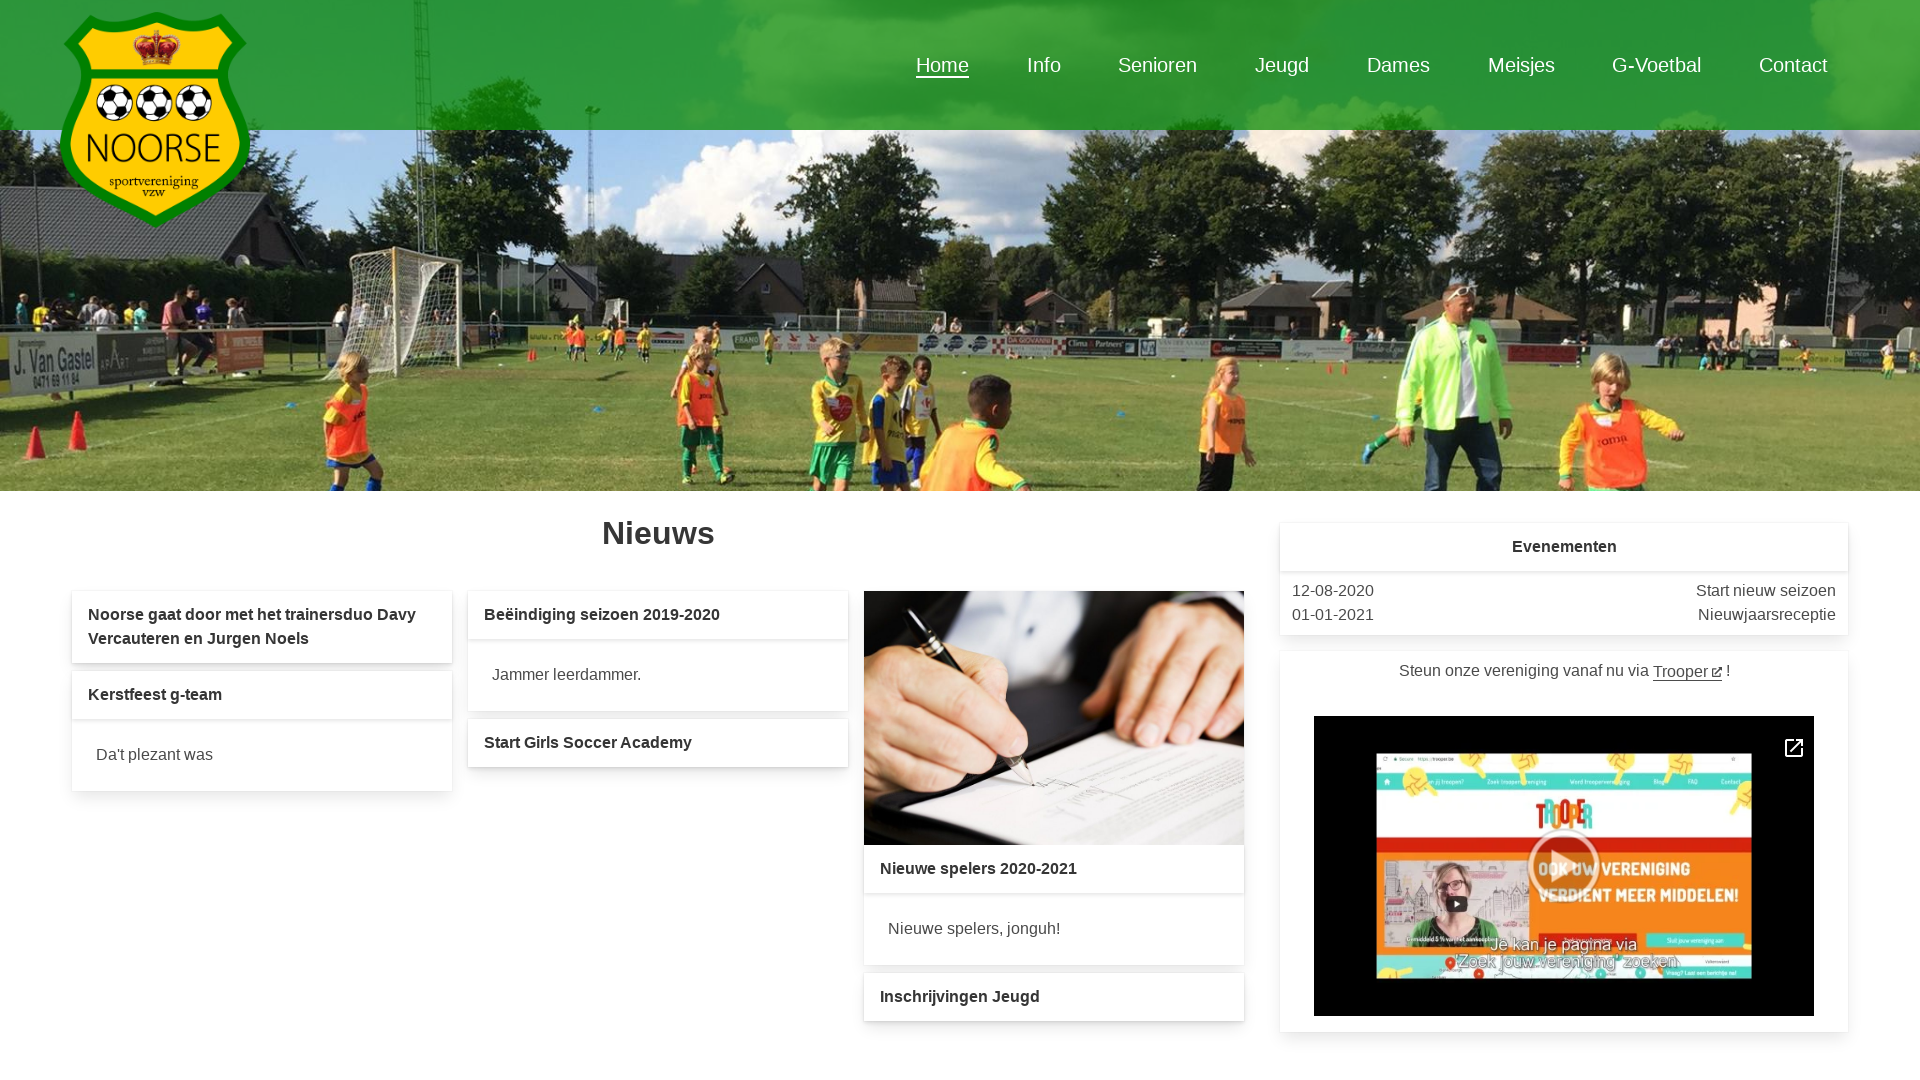 NOORSE
sportvereniging
vzw
Home
Info
Senioren
Jeugd
Dames
Meisjes
G-Voetbal
Contact
J. Van Gastel
0471 69 11 84
Nieuws
Noorse gaat door met het trainersduo Davy
Vercauteren en Jurgen Noels
Kerstfeest g-team
Da't plezant was
Beëindiging seizoen 2019-2020
Jammer leerdammer.
Start Girls Soccer Academy
Nieuwe spelers 2020-2021
Nieuwe spelers, jonguh!
Inschrijvingen Jeugd
Evenementen
12-08-2020 Start nieuw seizoen
01-01-2021 Nieuwjaarsreceptie
Steun onze vereniging vanaf nu via Trooper !
TROOPER
OOK UW VERENIGING
VERDIENT MEER MIDDELEN!
Je kan je pagina via
'Zoek jouw vereniging' zoeken